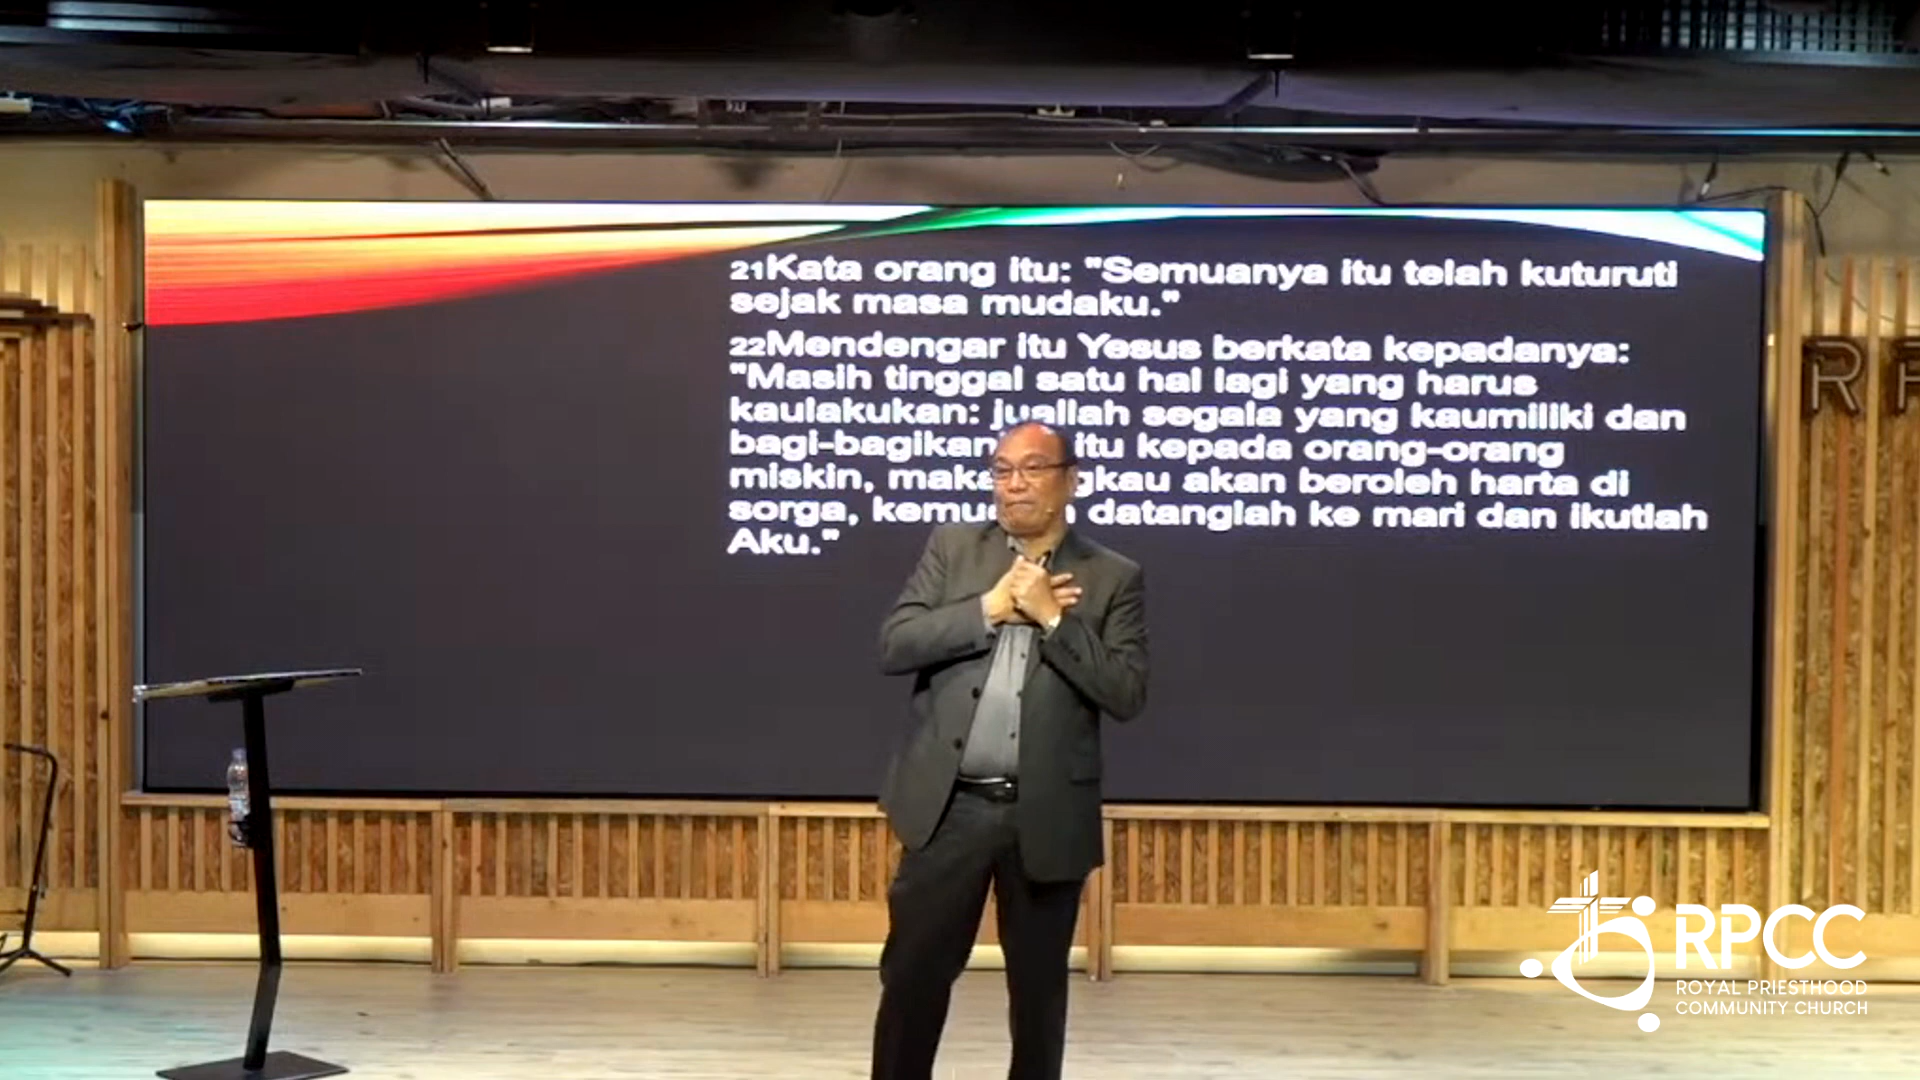 21Kata orang itu: "Semuanya itu telah kuturuti
sejak masa mudaku."
22Mendengar itu Yesus berkata kepadanya:
"Masih tinggal satu hal lagi yang harus
kaulakukan: juallah segala yang kaumiliki dan
bagi-bagikan itu kepada orang-orang
miskin, maka akan beroleh harta di
sorga, datanglah ke mari dan ikutlah
Aku."
R
RPCC
ROYAL PRIESTHOOD
COMMUNITY CHURCH